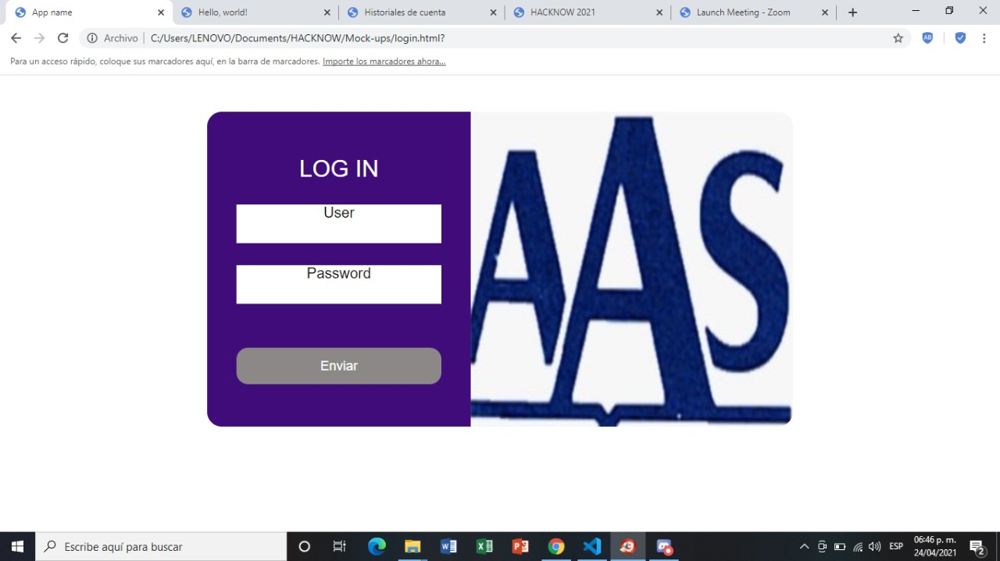 App name
Hello, world!
Historiales de cuenta
HACKNOW 2021
Launch Meeting - Zoom
Archivo
C:/Users/LENOVO/Documents/HACKNOW/Mock-ups/login.html?
Para un acceso rápido, coloque sus marcadores aquí, en la barra de marcadores. Importe los marcadores ahora...
LOG IN
User
Password
Enviar
AAS
Escribe aquí para buscar
ESP
06:46 p. m.
24/04/2021
2